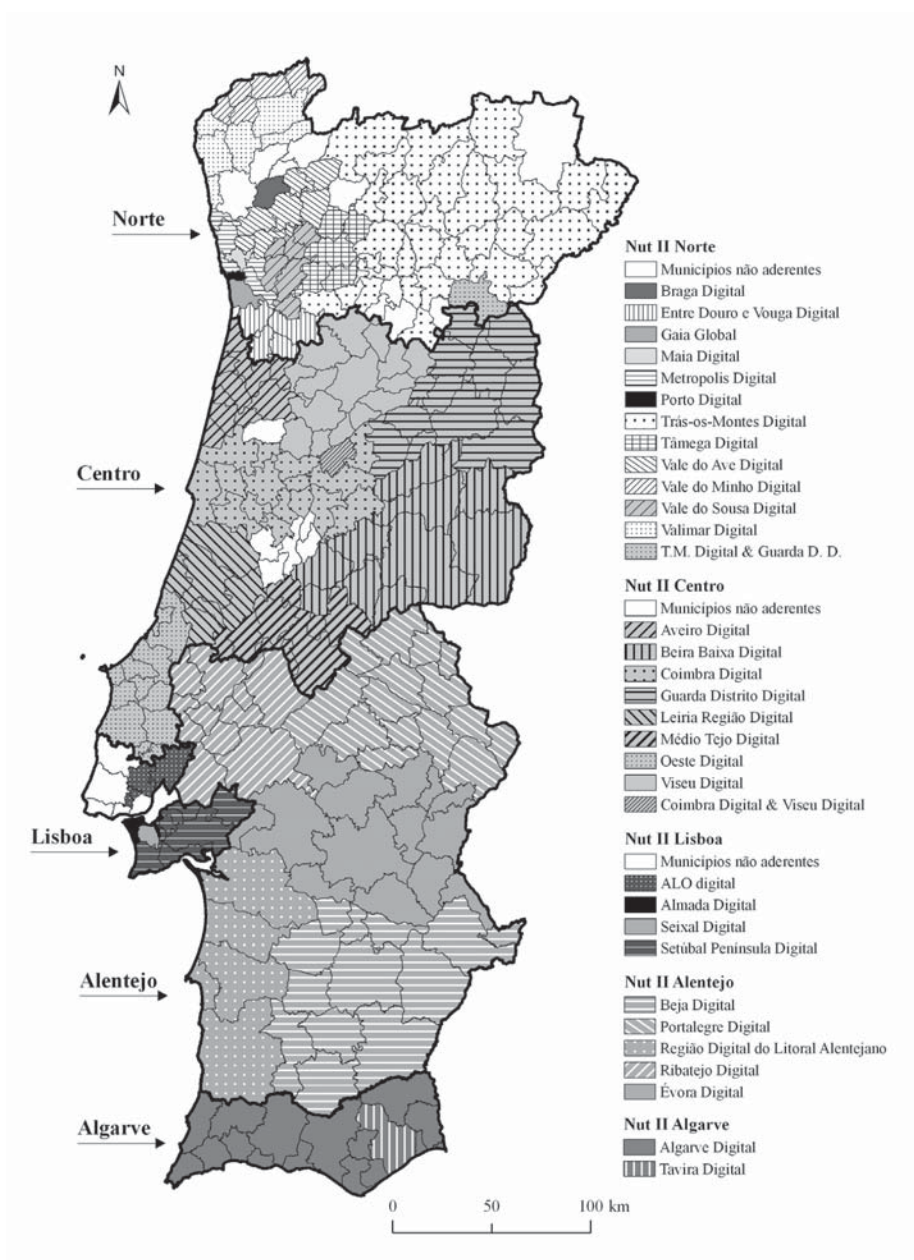 N
Norte
Centro
Lisboa
Alentejo
Algarve
Nut II Norte
Municípios não aderentes
Braga Digital
Entre Douro e Vouga Digital
Gaia Global
Maia Digital
Metropolis Digital
Porto Digital
Trás-os-Montes Digital
Tâmega Digital
Vale do Ave Digital
Vale do Minho Digital
Vale do Sousa Digital
Valimar Digital
T.M. Digital & Guarda D. D.
Nut II Centro
Municípios não aderentes
Aveiro Digital
Beira Baixa Digital
Coimbra Digital
Guarda Distrito Digital
Leiria Região Digital
Médio Tejo Digital
Oeste Digital
Viseu Digital
Coimbra Digital & Viseu Digital
Nut II Lisboa
Municípios não aderentes
ALO digital
Almada Digital
Seixal Digital
Setúbal Península Digital
Nut II Alentejo
Beja Digital
Portalegre Digital
Região Digital do Litoral Alentejano
Ribatejo Digital
Évora Digital
Nut II Algarve
Algarve Digital
Tavira Digital
0 50 100 km